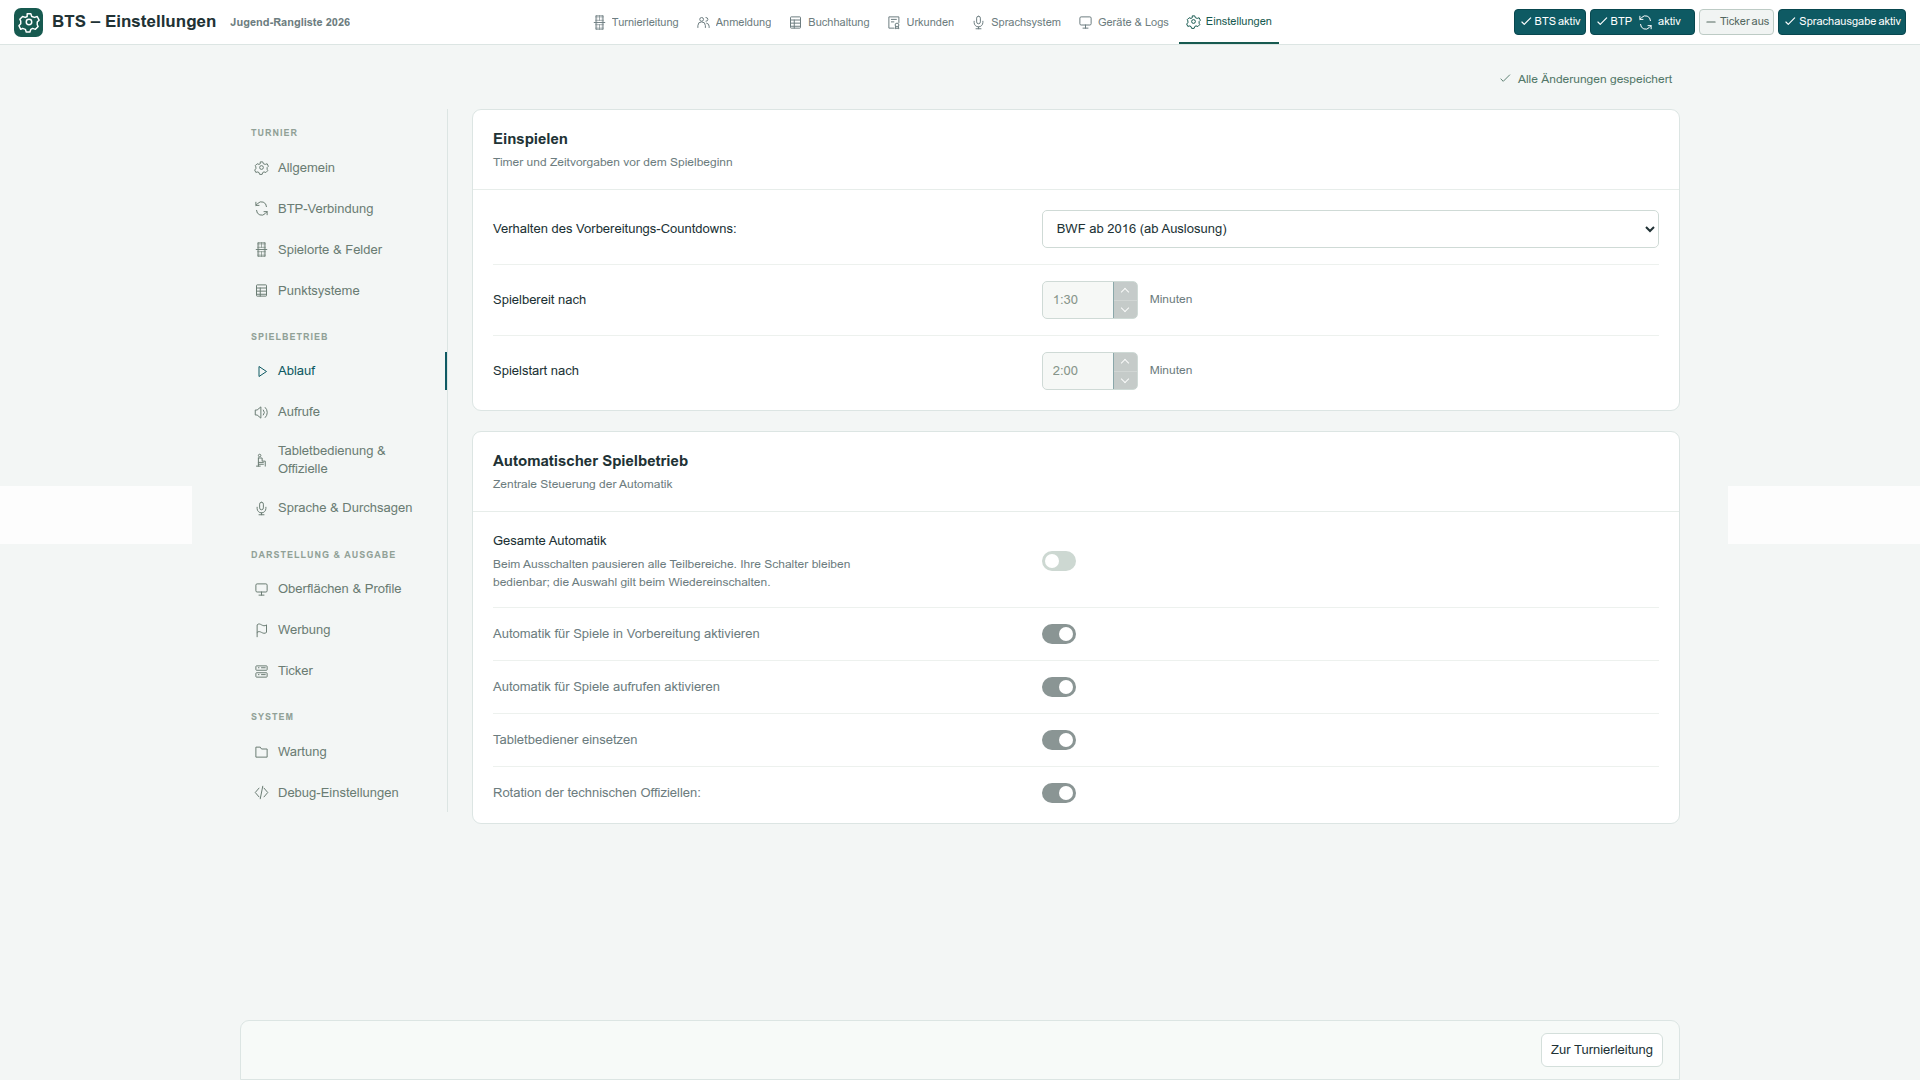 BTS – Einstellungen
Jugend-Rangliste 2026
Turnierleitung
Anmeldung
Buchhaltung
Urkunden
Sprachsystem
Geräte & Logs
Einstellungen
BTS aktiv
BTP aktiv
Ticker aus
Sprachausgabe aktiv
Alle Änderungen gespeichert
TURNIER
Allgemein
BTP-Verbindung
Spielorte & Felder
Punktsysteme
SPIELBETRIEB
Ablauf
Aufrufe
Tabletbedienung &
Offizielle
Sprache & Durchsagen
DARSTELLUNG & AUSGABE
Oberflächen & Profile
Werbung
Ticker
SYSTEM
Wartung
Debug-Einstellungen
Einspielen
Timer und Zeitvorgaben vor dem Spielbeginn
Verhalten des Vorbereitungs-Countdowns:
BWF ab 2016 (ab Auslosung)
Spielbereit nach
1:30
Minuten
Spielstart nach
2:00
Minuten
Automatischer Spielbetrieb
Zentrale Steuerung der Automatik
Gesamte Automatik
Beim Ausschalten pausieren alle Teilbereiche. Ihre Schalter bleiben
bedienbar; die Auswahl gilt beim Wiedereinschalten.
Automatik für Spiele in Vorbereitung aktivieren
Automatik für Spiele aufrufen aktivieren
Tabletbediener einsetzen
Rotation der technischen Offiziellen:
Zur Turnierleitung